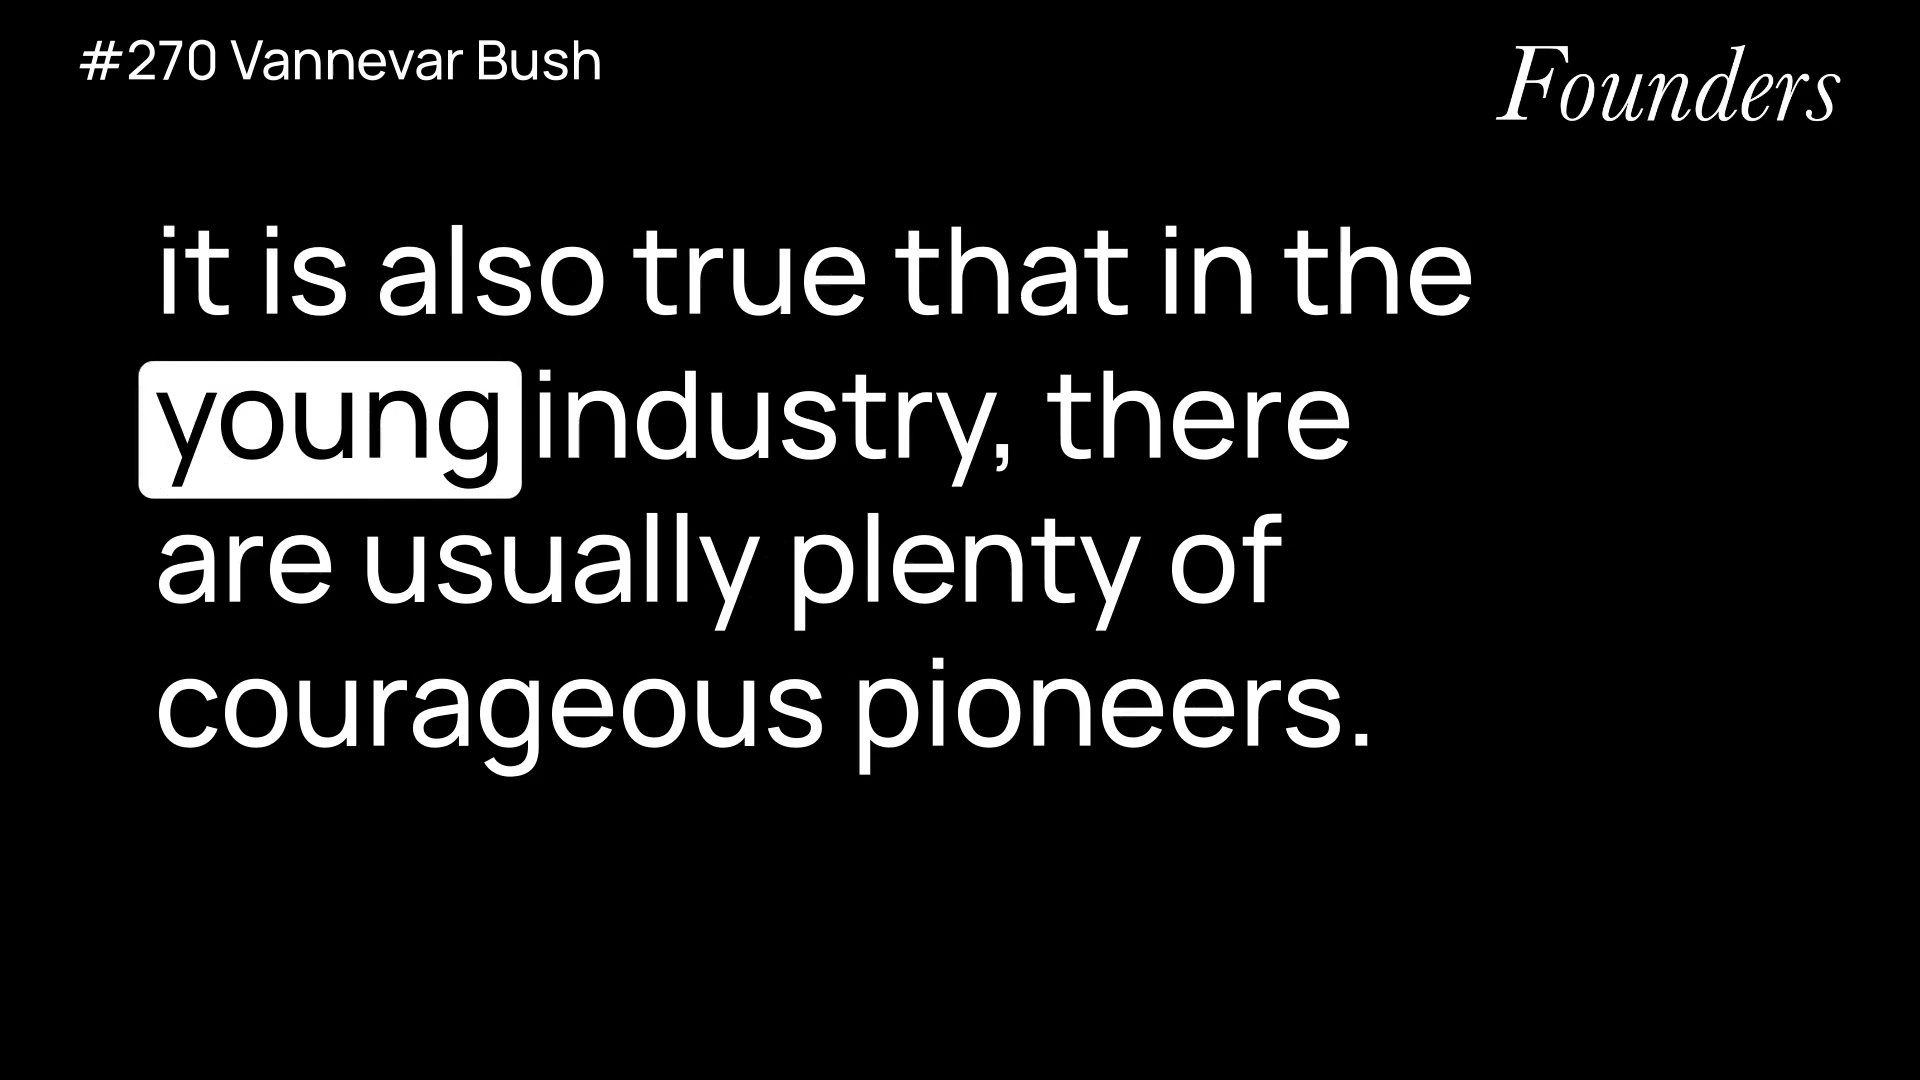 #270 Vannevar Bush
Founders
it is also true that in the
young industry, there
are usually plenty of
courageous pioneers.